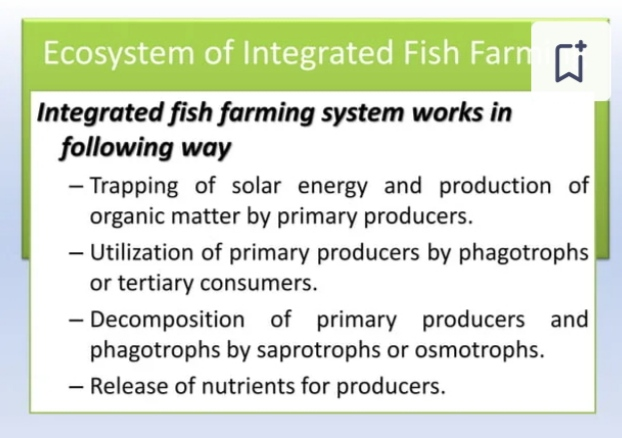 Ecosystem of Integrated Fish
Integrated fish farming system works in
following way
– Trapping of solar energy and production of
organic matter by primary producers.
– Utilization of primary producers by phagotrophs
or tertiary consumers.
– Decomposition of primary producers and
phagotrophs by saprotrophs or osmotrophs.
– Release of nutrients for producers.